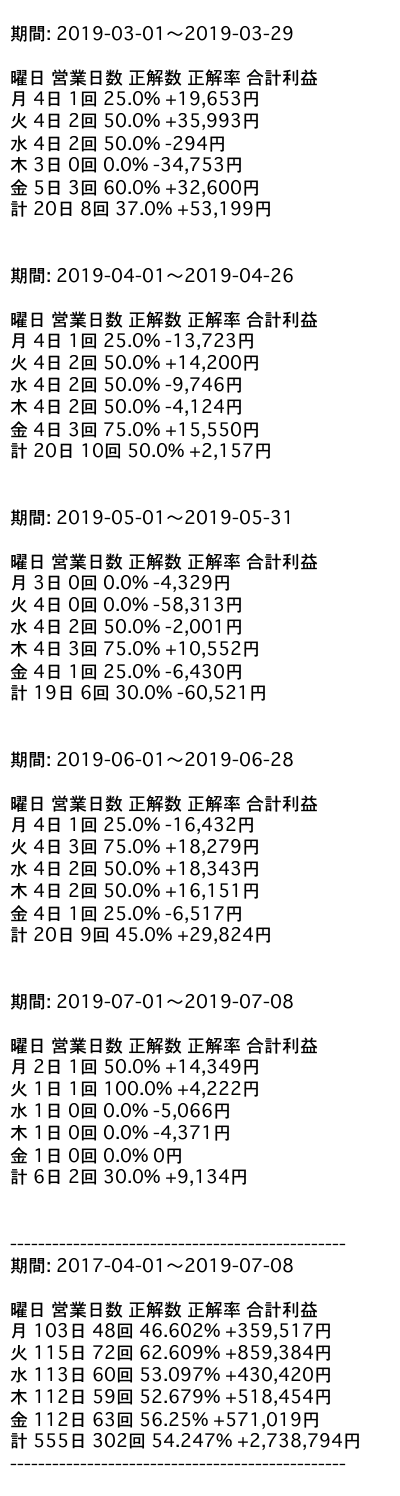 期間: 2019-03-01〜2019-03-29
曜日 営業日数 正解数 正解率 合計利益
月 4日 1回 25.0% +19,653円
火 4日 2回 50.0% +35,993円
水 4日 2回 50.0% -294円
木 3日 0回 0.0% -34,753円
金 5日 3回 60.0% +32,600円
計 20日 8回 37.0% +53,199円
期間: 2019-04-01〜2019-04-26
曜日 営業日数 正解数 正解率 合計利益
月 4日 1回 25.0% -13,723円
火 4日 2回 50.0% +14,200円
水 4日 2回 50.0% -9,746円
木 4日 2回 50.0% -4,124円
金 4日 3回 75.0% +15,550円
計 20日 10回 50.0% +2,157円
期間: 2019-05-01〜2019-05-31
曜日 営業日数 正解数 正解率 合計利益
月 3日 0回 0.0% -4,329円
火 4日 0回 0.0% -58,313円
水 4日 2回 50.0% -2,001円
木 4日 3回 75.0% +10,552円
金 4日 1回 25.0% -6,430円
計 19日 6回 30.0% -60,521円
期間: 2019-06-01〜2019-06-28
曜日 営業日数 正解数 正解率 合計利益
月 4日 1回 25.0% -16,432円
火 4日 3回 75.0% +18,279円
水 4日 2回 50.0% +18,343円
木 4日 2回 50.0% +16,151円
金 4日 1回 25.0% -6,517円
計 20日 9回 45.0% +29,824円
期間: 2019-07-01〜2019-07-08
曜日 営業日数 正解数 正解率 合計利益
月 2日 1回 50.0% +14,349円
火 1日 1回 100.0% +4,222円
水 1日 0回 0.0% -5,066円
木 1日 0回 0.0% -4,371円
金 1日 0回 0.0% 0円
計 6日 2回 30.0% +9,134円
------------------------------------------------
期間: 2017-04-01〜2019-07-08
曜日 営業日数 正解数 正解率 合計利益
月 103日 48回 46.602% +359,517円
火 115日 72回 62.609% +859,384円
水 113日 60回 53.097% +430,420円
木 112日 59回 52.679% +518,454円
金 112日 63回 56.25% +571,019円
計 555日 302回 54.247% +2,738,794円
------------------------------------------------